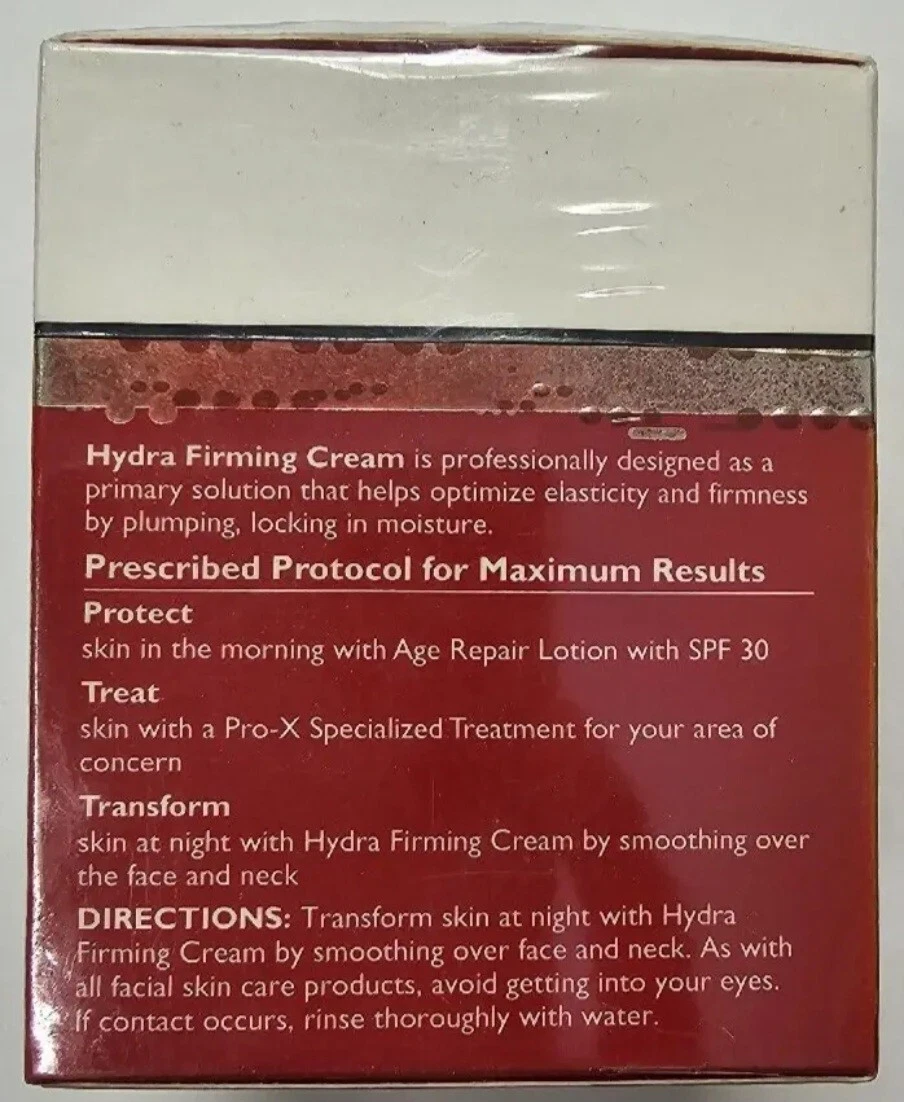 Hydra Firming Cream is professionally designed as a
primary solution that helps optimize elasticity and firmness
by plumping, locking in moisture.
Prescribed Protocol for Maximum Results
Protect
skin in the morning with Age Repair Lotion with SPF 30
Treat
skin with a Pro-X Specialized Treatment for your area of
concern
Transform
skin at night with Hydra Firming Cream by smoothing over
the face and neck
DIRECTIONS: Transform skin at night with Hydra
Firming Cream by smoothing over face and neck. As with
all facial skin care products, avoid getting into your eyes.
If contact occurs, rinse thoroughly with water.